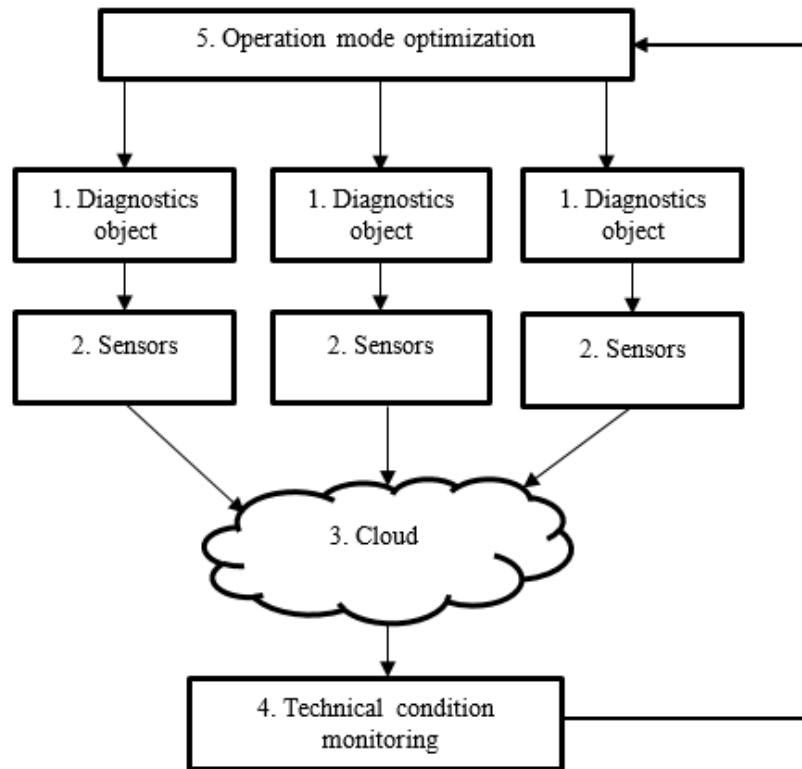 5. Operation mode optimization
1. Diagnostics
object
1. Diagnostics
object
1. Diagnostics
object
2. Sensors
2. Sensors
2. Sensors
3. Cloud
4. Technical condition
monitoring